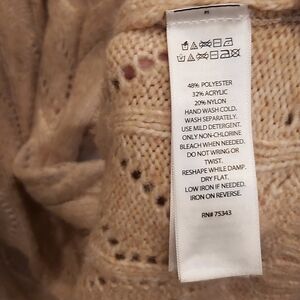 48% POLYESTER
32% ACRYLIC
20% NYLON
HAND WASH COLD.
WASH SEPARATELY.
USE MILD DETERGENT.
ONLY NON-CHLORINE
BLEACH WHEN NEEDED.
DO NOT WRING OR
TWIST.
RESHAPE WHILE DAMP.
DRY FLAT.
LOW IRON IF NEEDED.
IRON ON REVERSE.
RN# 75343